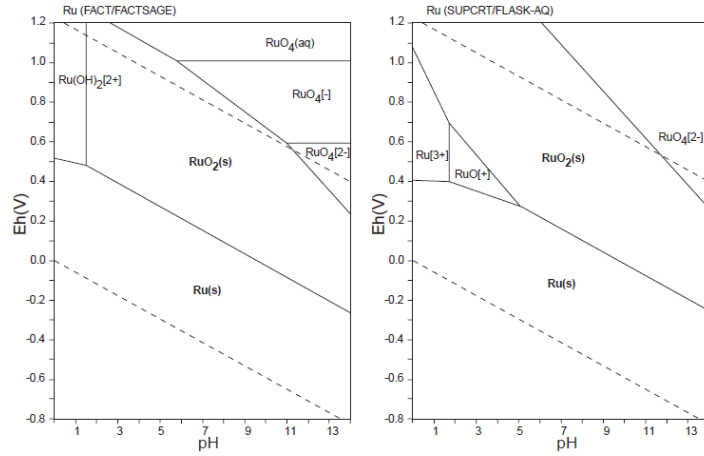 Ru (FACT/FACTSAGE)
1.2
1.0
0.8
0.6
0.4
0.2
0.0
-0.2
-0.4
-0.6
-0.8
Eh(V)
RuO4(aq)
Ru(OH)2[2+]
RuO4[-]
RuO4[2-]
RuO2(s)
Ru(s)
1 3 5 7 9 11 13
pH
Ru (SUPCRT/FLASK-AQ)
1.2
1.0
0.8
0.6
0.4
0.2
0.0
-0.2
-0.4
-0.6
-0.8
Eh(V)
RuO4[2-]
Ru[3+]
RuO2(s)
RuO[+]
Ru(s)
1 3 5 7 9 11 13
pH